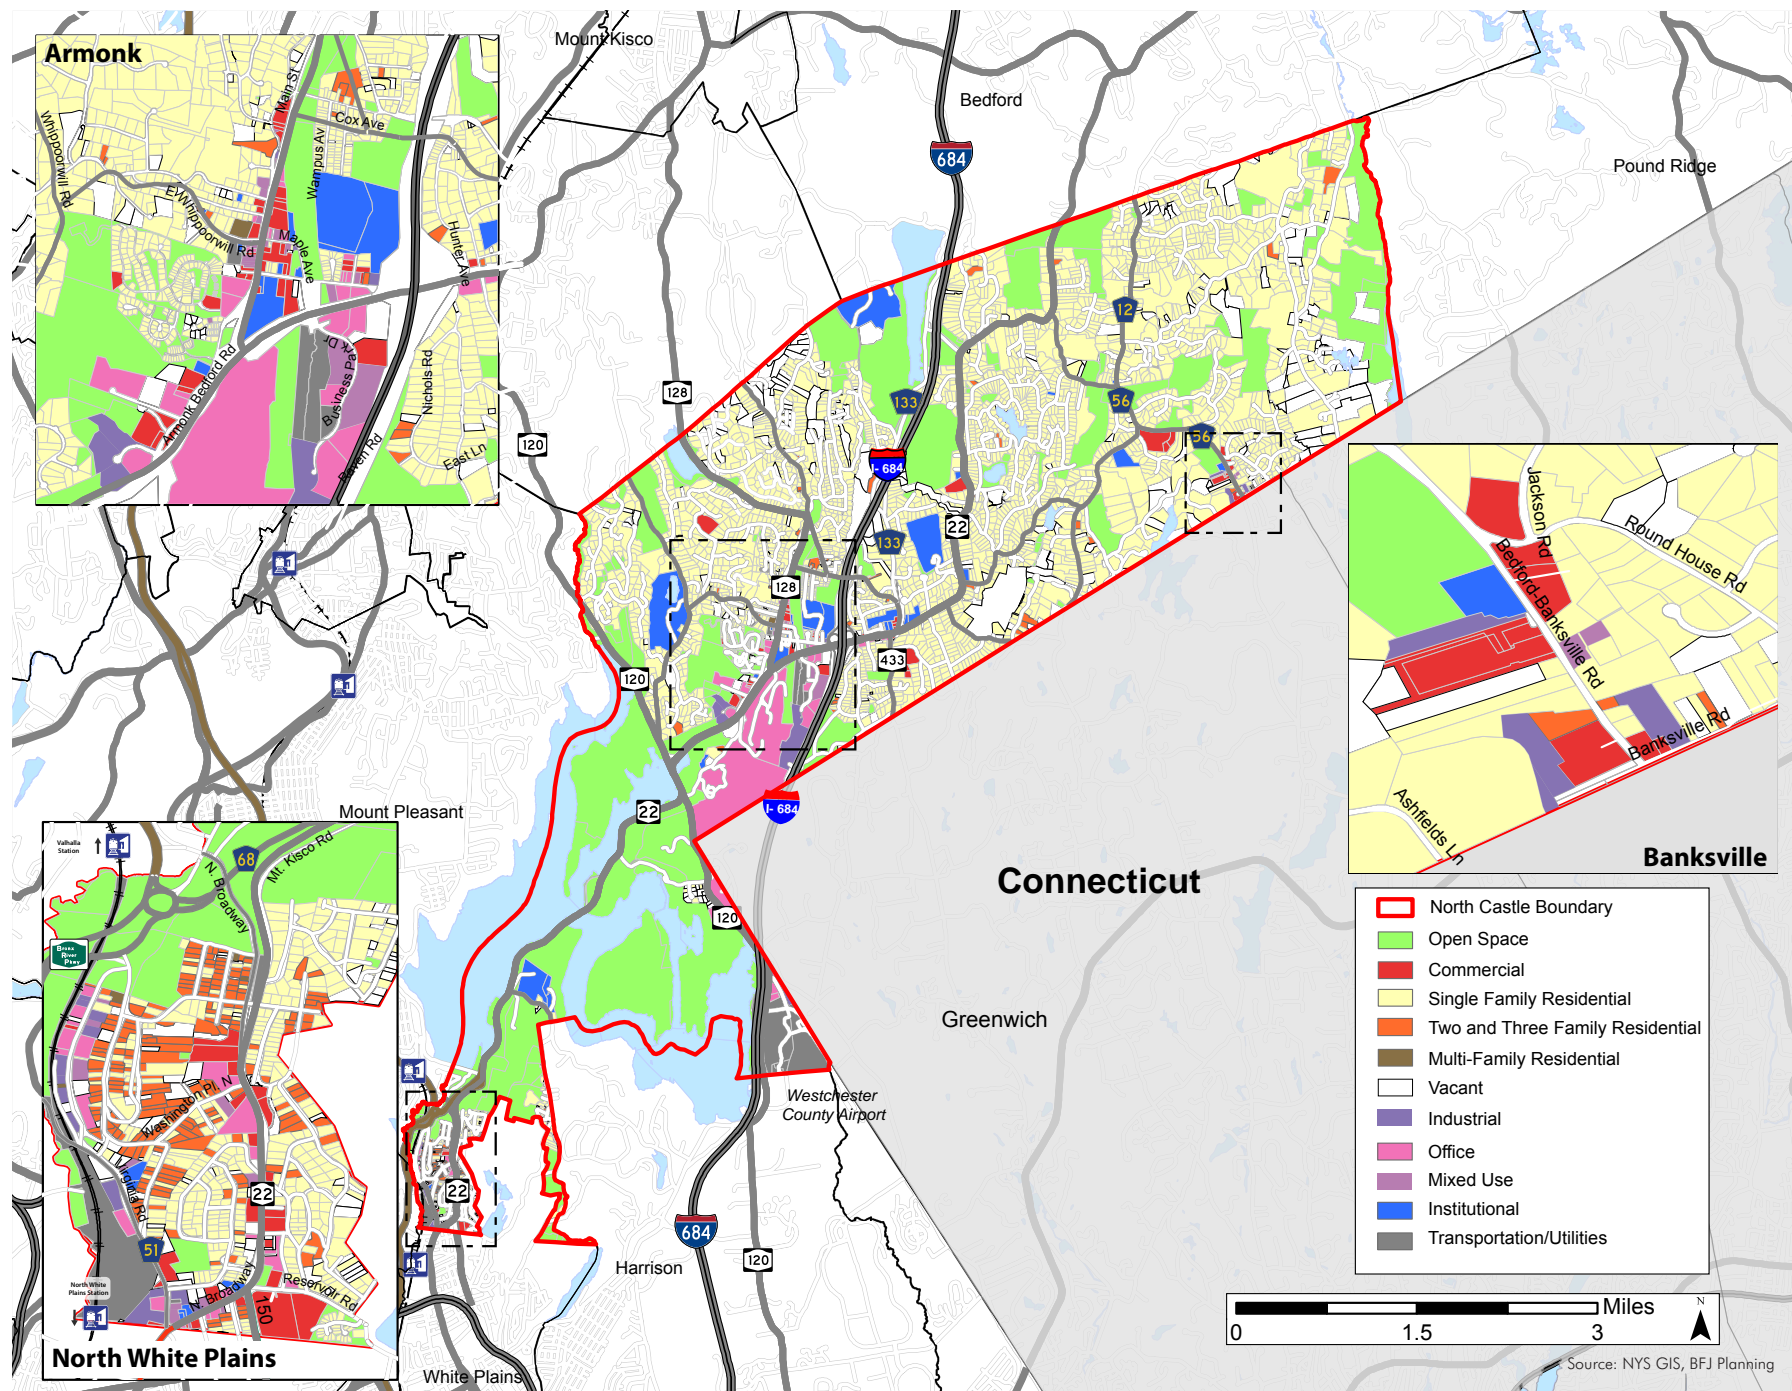 Armonk
Main St
Cox Ave
Wampus Av
Whippoorwill Rd
E Whippoorwill Rd
Maple Ave
Hunter Ave
Business Park Dr
Armonk Bedford Rd
Nichols Rd
Raven Rd
East Ln
Mount Kisco
Bedford
Pound Ridge
684
12
133
56
56
128
120
I- 684
22
133
128
433
120
I- 684
22
120
Mount Pleasant
Connecticut
Greenwich
Westchester
County Airport
22
684
120
Harrison
White Plains
Jackson Rd
Round House Rd
Bedford-Banksville Rd
Banksville Rd
Ashfields Ln
Banksville
Valhalla
Station
68
Mt. Kisco Rd
N. Broadway
Bronx
River
Pkwy
Washington Pl. N
Virginia Rd
22
51
North White
Plains Station
N. Broadway
Reservoir Rd
150
North White Plains
North Castle Boundary
Open Space
Commercial
Single Family Residential
Two and Three Family Residential
Multi-Family Residential
Vacant
Industrial
Office
Mixed Use
Institutional
Transportation/Utilities
Miles
0 1.5 3
N
Source: NYS GIS, BFJ Planning